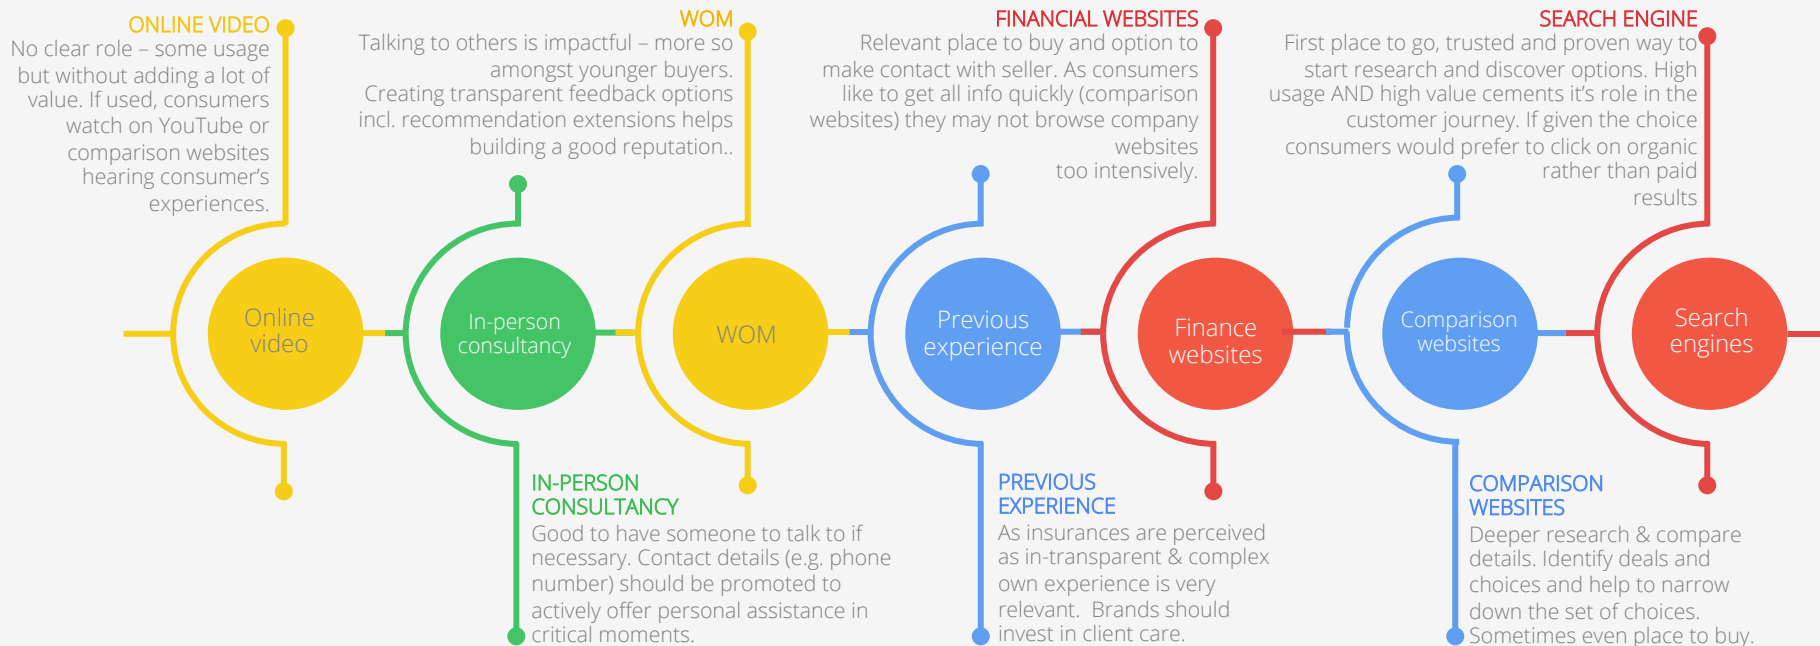 ONLINE VIDEO
No clear role – some usage
but without adding a lot of
value. If used, consumers
watch on YouTube or
comparison websites
hearing consumer's
experiences.
WOM
Talking to others is impactful – more so
amongst younger buyers.
Creating transparent feedback options
incl. recommendation extensions helps
building a good reputation..
FINANCIAL WEBSITES
Relevant place to buy and option to
make contact with seller. As consumers
like to get all info quickly (comparison
websites) they may not browse company
websites
too intensively.
SEARCH ENGINE
First place to go, trusted and proven way to
start research and discover options. High
usage AND high value cements it's role in the
customer journey. If given the choice
consumers would prefer to click on organic
rather than paid
results
Online
video
In-person
consultancy
WOM
Previous
experience
Finance
websites
Comparison
websites
Search
engines
IN-PERSON
CONSULTANCY
Good to have someone to talk to if
necessary. Contact details (e.g. phone
number) should be promoted to
actively offer personal assistance in
critical moments.
PREVIOUS
EXPERIENCE
As insurances are perceived
as in-transparent & complex
own experience is very
relevant. Brands should
invest in client care.
COMPARISON
WEBSITES
Deeper research & compare
details. Identify deals and
choices and help to narrow
down the set of choices.
Sometimes even place to buy.